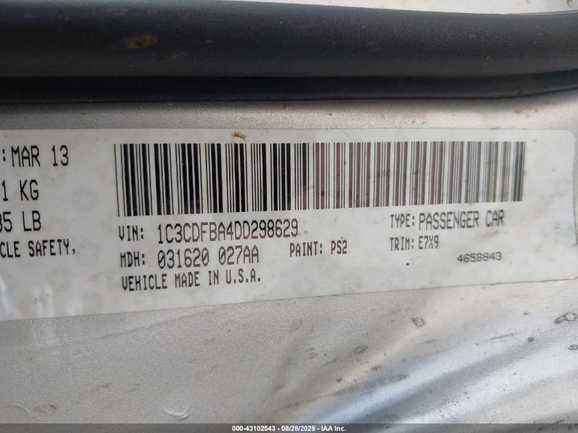 : MAR 13
1 KG
35 LB
CLE SAFETY,
VIN: 1C3CDFBA4DD298629
TYPE: PASSENGER CAR
MDH: 031620 027AA
PAINT: PS2
TRIM: E7X9
VEHICLE MADE IN U.S.A.
4658843
000-43102543 - 08/28/2025 - IAA Inc.